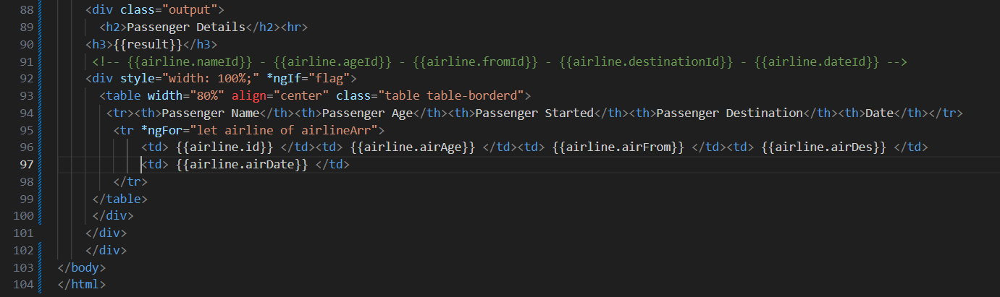 88 <div class="output">
89 <h2>Passenger Details</h2><hr>
90 <h3>{{result}}</h3>
91 <!-- {{airline.nameId}} - {{airline.ageId}} - {{airline.fromId}} - {{airline.destinationId}} - {{airline.dateId}} -->
92 <div style="width: 100%;" *ngIf="flag">
93 <table width="80%" align="center" class="table table-borderd">
94 <tr><th>Passenger Name</th><th>Passenger Age</th><th>Passenger Started</th><th>Passenger Destination</th><th>Date</th></tr>
95 <tr *ngFor="let airline of airlineArr">
96 <td> {{airline.id}} </td><td> {{airline.airAge}} </td><td> {{airline.airFrom}} </td><td> {{airline.airDes}} </td>
97 <td> {{airline.airDate}} </td>
98 </tr>
99 </table>
100 </div>
101 </div>
102 </div>
103 </body>
104 </html>